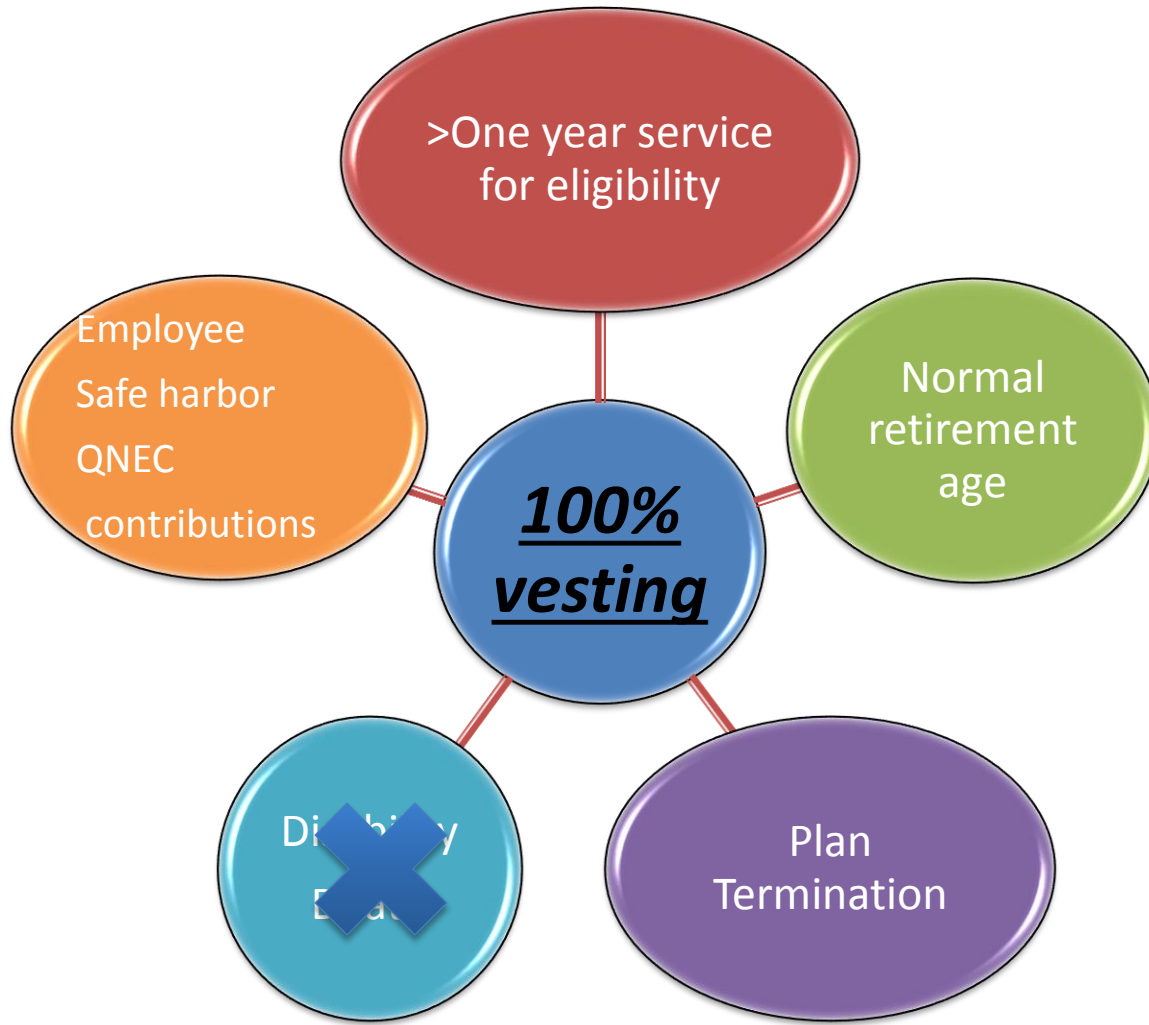 >One year service
for eligibility
Employee
Safe harbor
QNEC
contributions
Normal
retirement
age
100%
vesting
Plan
Termination